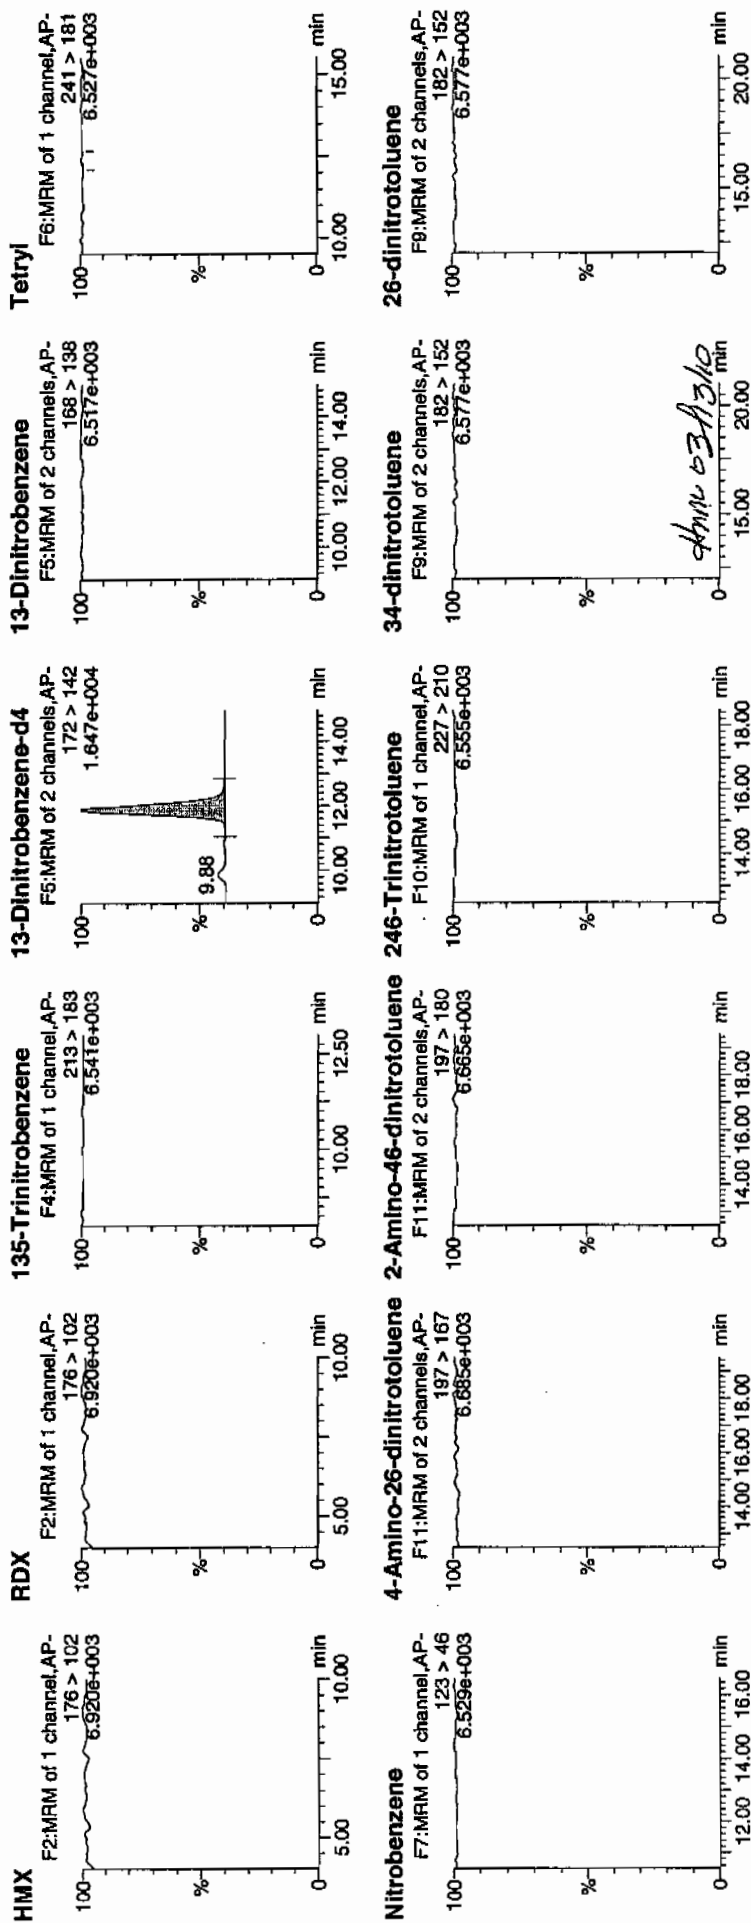 HMX
F2:MRM of 1 channel,AP-
176 > 102
6.920e+003
100
%
0
5.00
10.00
min
RDX
F2:MRM of 1 channel,AP-
176 > 102
6.920e+003
100
%
0
5.00
10.00
min
135-Trinitrobenzene
F4:MRM of 1 channel,AP-
213 > 183
6.541e+003
100
%
0
10.00
12.50
min
13-Dinitrobenzene-d4
F5:MRM of 2 channels,AP-
172 > 142
1.647e+004
100
9.88
%
0
10.00
12.00
14.00
min
13-Dinitrobenzene
F5:MRM of 2 channels,AP-
168 > 138
6.517e+003
100
%
0
10.00
12.00
14.00
min
Tetryl
F6:MRM of 1 channel,AP-
241 > 181
6.527e+003
100
%
0
10.00
15.00
min
Nitrobenzene
F7:MRM of 1 channel,AP-
123 > 46
6.529e+003
100
%
0
12.00
14.00
16.00
min
4-Amino-26-dinitrotoluene
F11:MRM of 2 channels,AP-
197 > 167
6.685e+003
100
%
0
14.00
16.00
18.00
min
2-Amino-46-dinitrotoluene
F11:MRM of 2 channels,AP-
197 > 180
6.665e+003
100
%
0
14.00
16.00
18.00
min
246-Trinitrotoluene
F10:MRM of 1 channel,AP-
227 > 210
6.555e+003
100
%
0
14.00
16.00
18.00
min
34-dinitrotoluene
F9:MRM of 2 channels,AP-
182 > 152
6.577e+003
100
%
0
15.00
20.00
min
26-dinitrotoluene
F9:MRM of 2 channels,AP-
182 > 152
6.577e+003
100
%
0
15.00
20.00
min